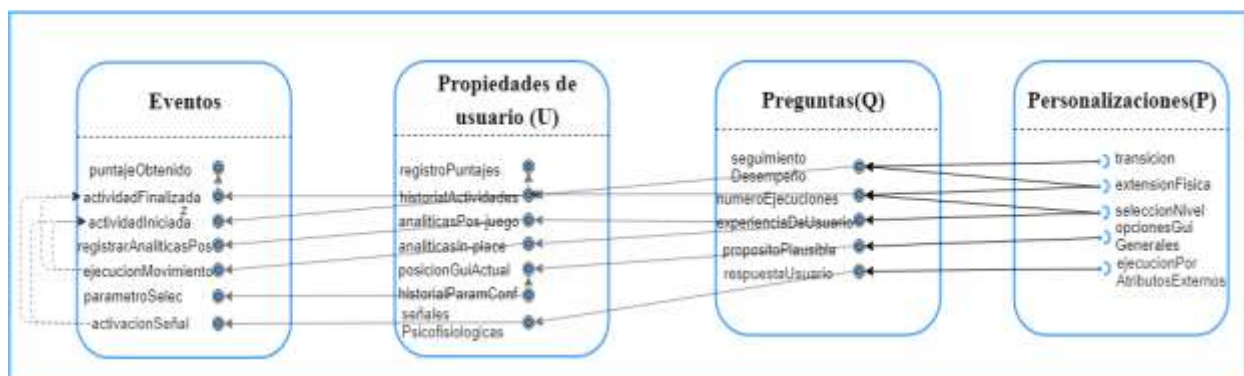 Eventos
puntajeObtenido
actividadFinalizada
z
actividadIniciada
registrarAnaliticasPos
ejecucionMovimiento
parametroSelec
activacionSeñal
Propiedades de
usuario (U)
registroPuntajes
historialActividades
analiticasPos-juego
analiticasIn-place
posicionGuiActual
historialParamConf
señales
Psicofisiologicas
Preguntas(Q)
seguimiento
Desempeño
numeroEjecuciones
experienciaDeUsuario
propositoPlausible
respuestaUsuario
Personalizaciones(P)
transicion
extensionFisica
seleccionNivel
opcionesGui
Generales
ejecucionPor
AtributosExternos